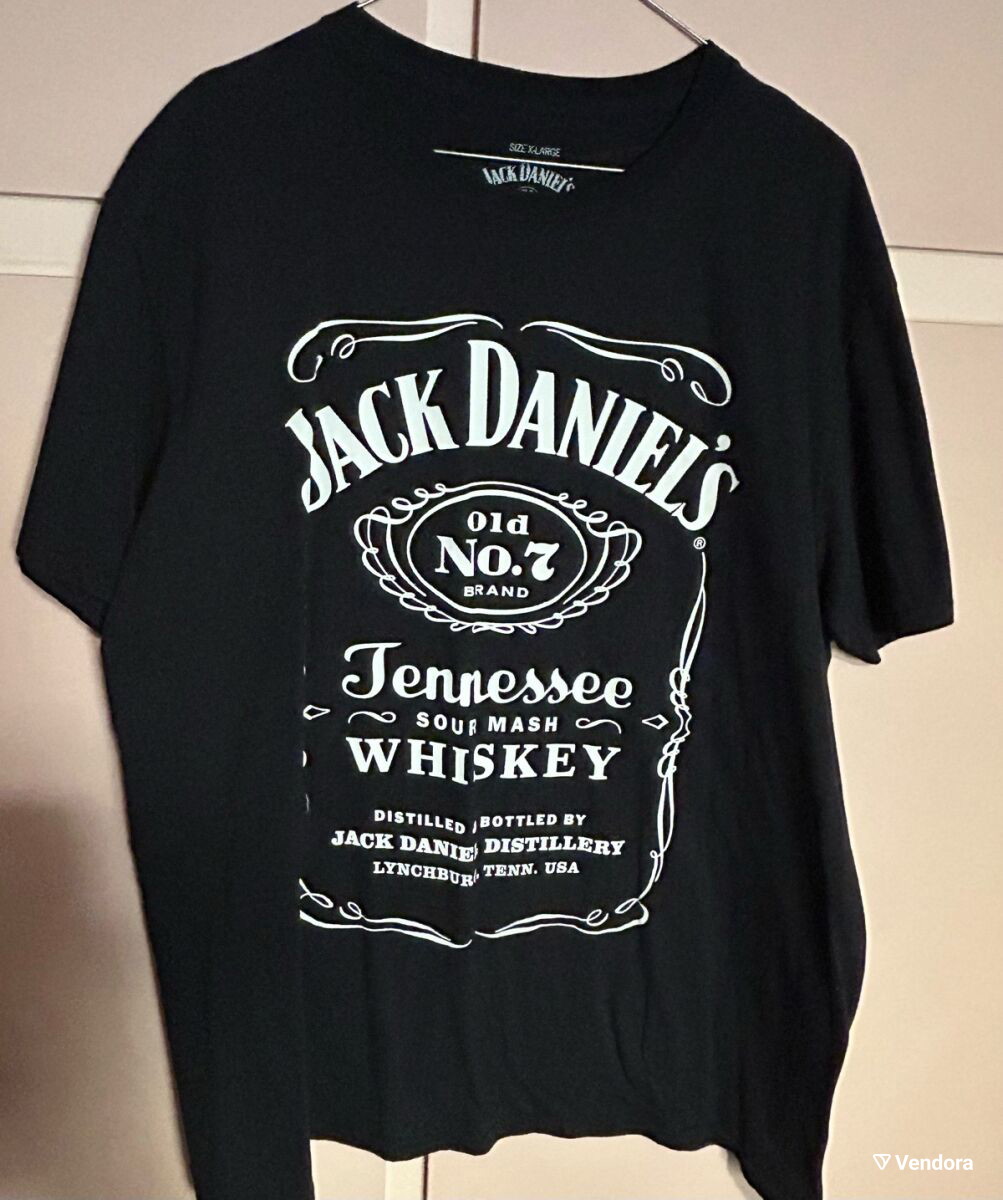 SIZE X-LARGE
JACK DANIEL'S
JACK DANIEL'S
®
Old
No.7
BRAND
Tennessee
SOUR MASH
WHISKEY
DISTILLED BOTTLED BY
JACK DANIE DISTILLERY
LYNCHBUR, TENN. USA
Vendora